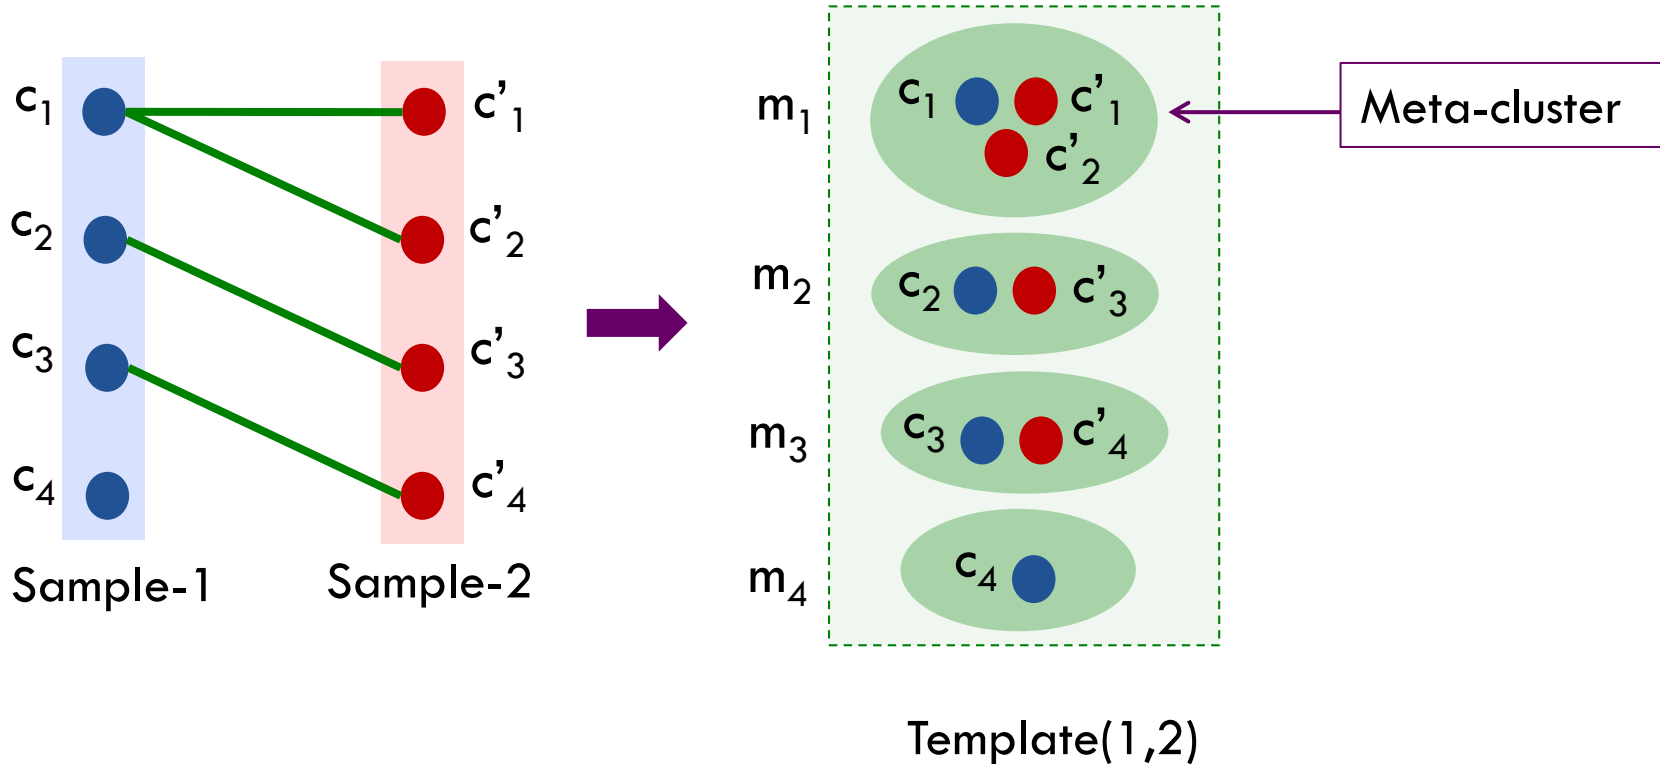 c1
c2
c3
c4
Sample-1
c'1
c'2
c'3
c'4
Sample-2
m1
c1 c'1
c'2
m2
c2 c'3
m3
c3 c'4
m4
c4
Meta-cluster
Template(1,2)